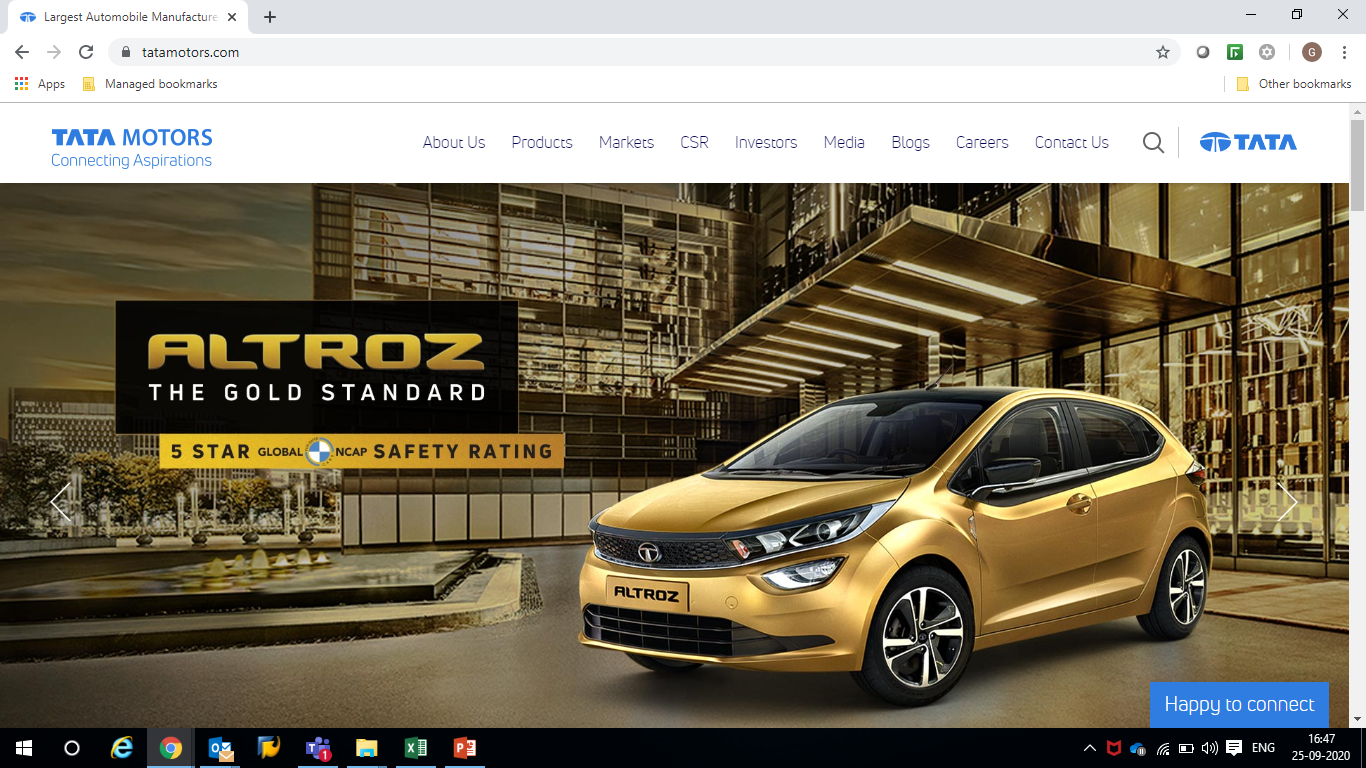 Largest Automobile Manufacture
tatamotors.com
G
Apps
Managed bookmarks
Other bookmarks
TATA MOTORS
Connecting Aspirations
About Us
Products
Markets
CSR
Investors
Media
Blogs
Careers
Contact Us
TATA
ALTROZ
THE GOLD STANDARD
5 STAR GLOBAL NCAP SAFETY RATING
ALTROZ
Happy to connect
1
ENG
16:47
25-09-2020